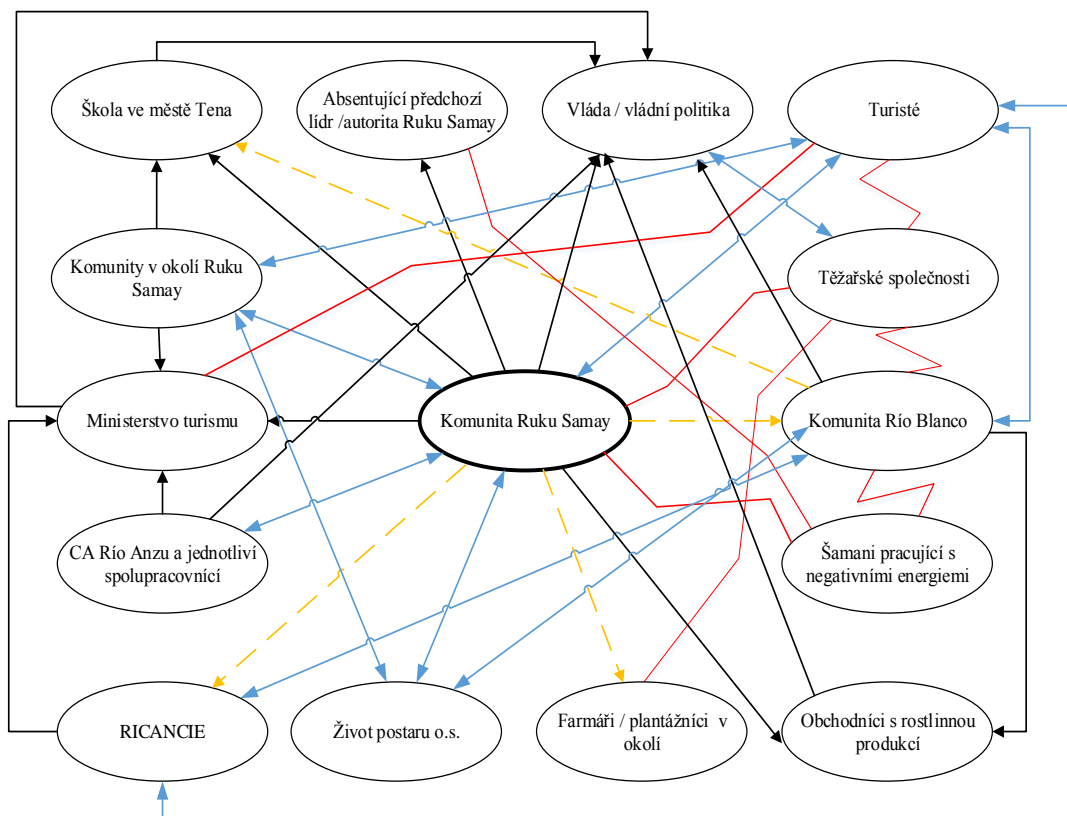 Škola ve městě Tena
Absentující předchozí
lídr /autorita Ruku Samay
Vláda / vládní politika
Turisté
Komunity v okolí Ruku
Samay
Těžařské společnosti
Ministerstvo turismu
Komunita Ruku Samay
Komunita Río Blanco
CA Río Anzu a jednotliví
spolupracovnící
Šamani pracující s
negativními energiemi
RICANCIE
Život postaru o.s.
Farmáři / plantážníci v
okolí
Obchodníci s rostlinnou
produkcí